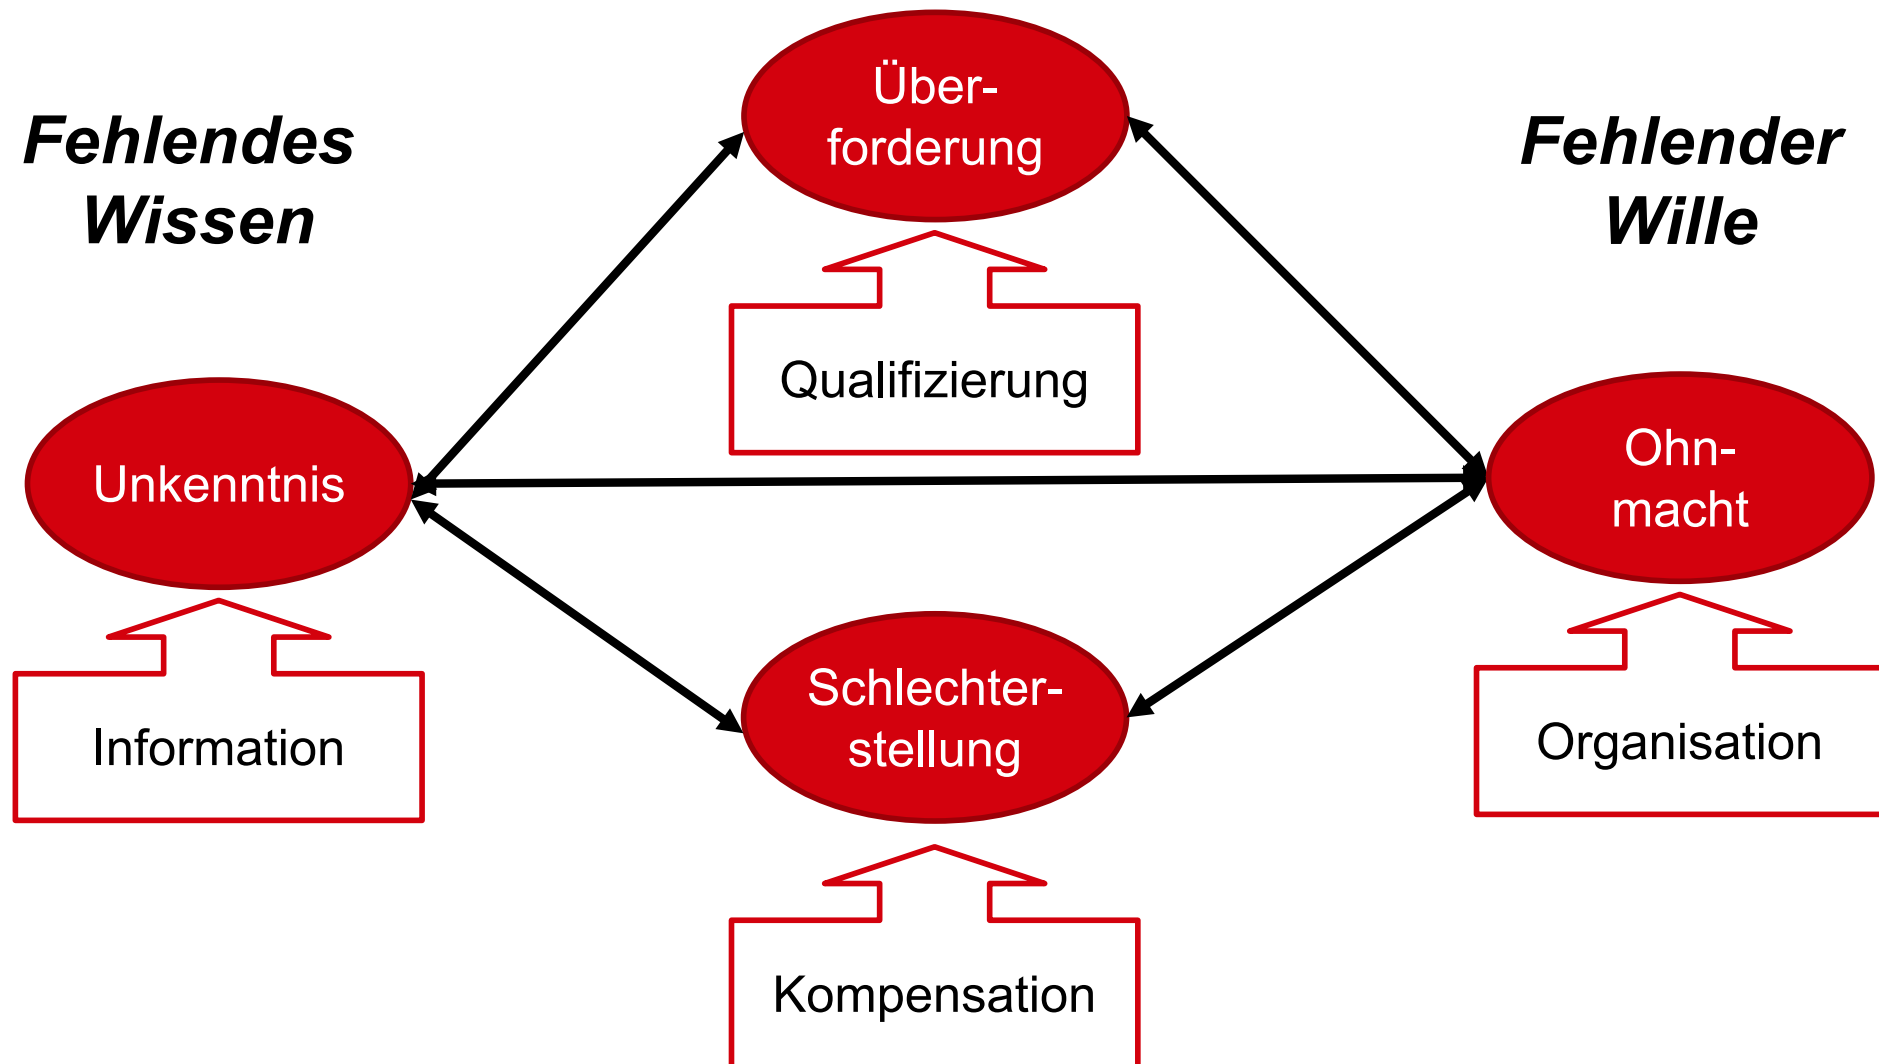 Über-
forderung
Fehlendes
Wissen
Fehlender
Wille
Qualifizierung
Unkenntnis
Ohn-
macht
Schlechter-
stellung
Information
Organisation
Kompensation